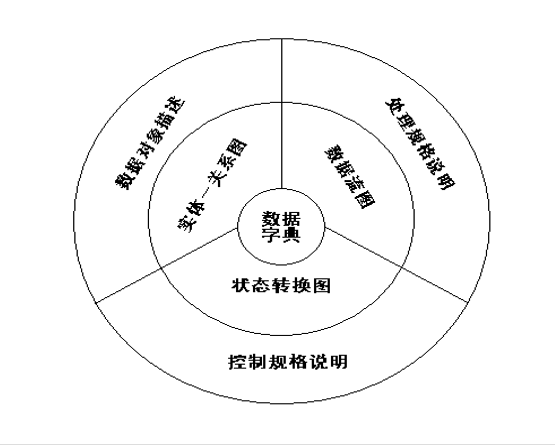 数据对象描述
处理规格说明
实体－关系图
数据流图
数据
字典
状态转换图
控制规格说明